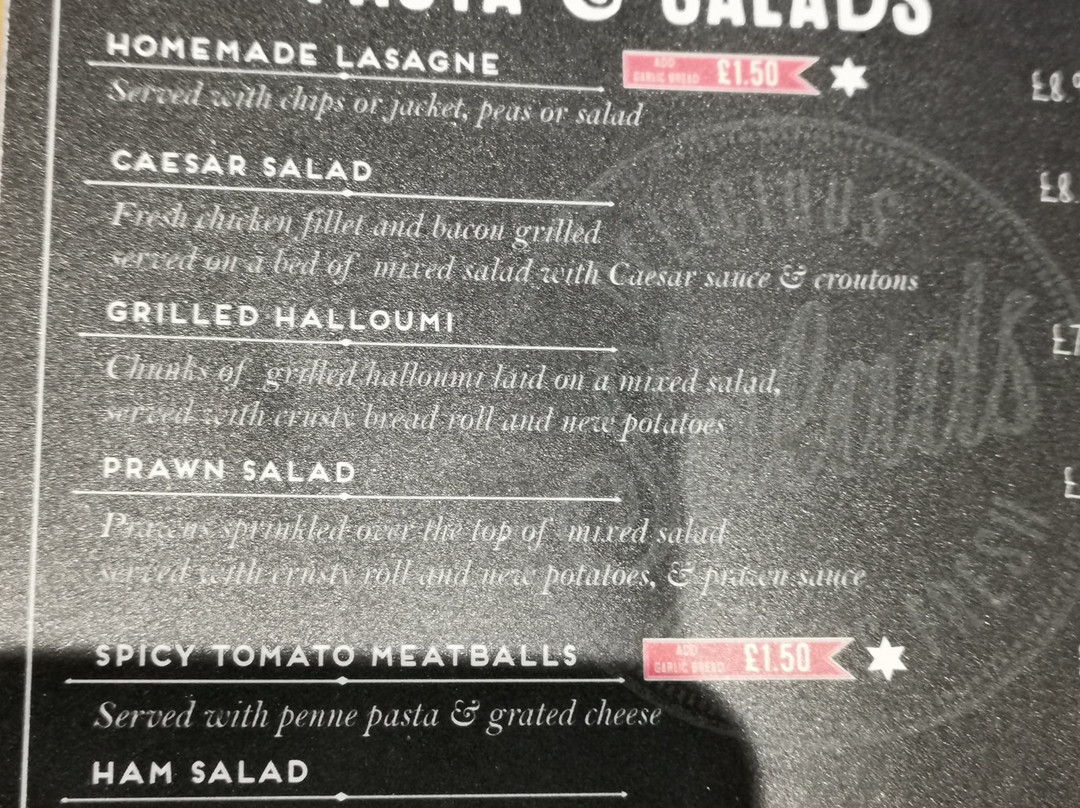 PASTA & SALADS
HOMEMADE LASAGNE
ADD GARLIC BREAD £1.50
Served with chips or jacket, peas or salad
CAESAR SALAD
Fresh chicken fillet and bacon grilled
served on a bed of mixed salad with Caesar sauce & croutons
GRILLED HALLOUMI
Chunks of grilled halloumi laid on a mixed salad,
served with crusty bread roll and new potatoes
PRAWN SALAD
Prawns sprinkled over the top of mixed salad
served with crusty roll and new potatoes, & prawn sauce
SPICY TOMATO MEATBALLS
ADD GARLIC BREAD £1.50
Served with penne pasta & grated cheese
HAM SALAD